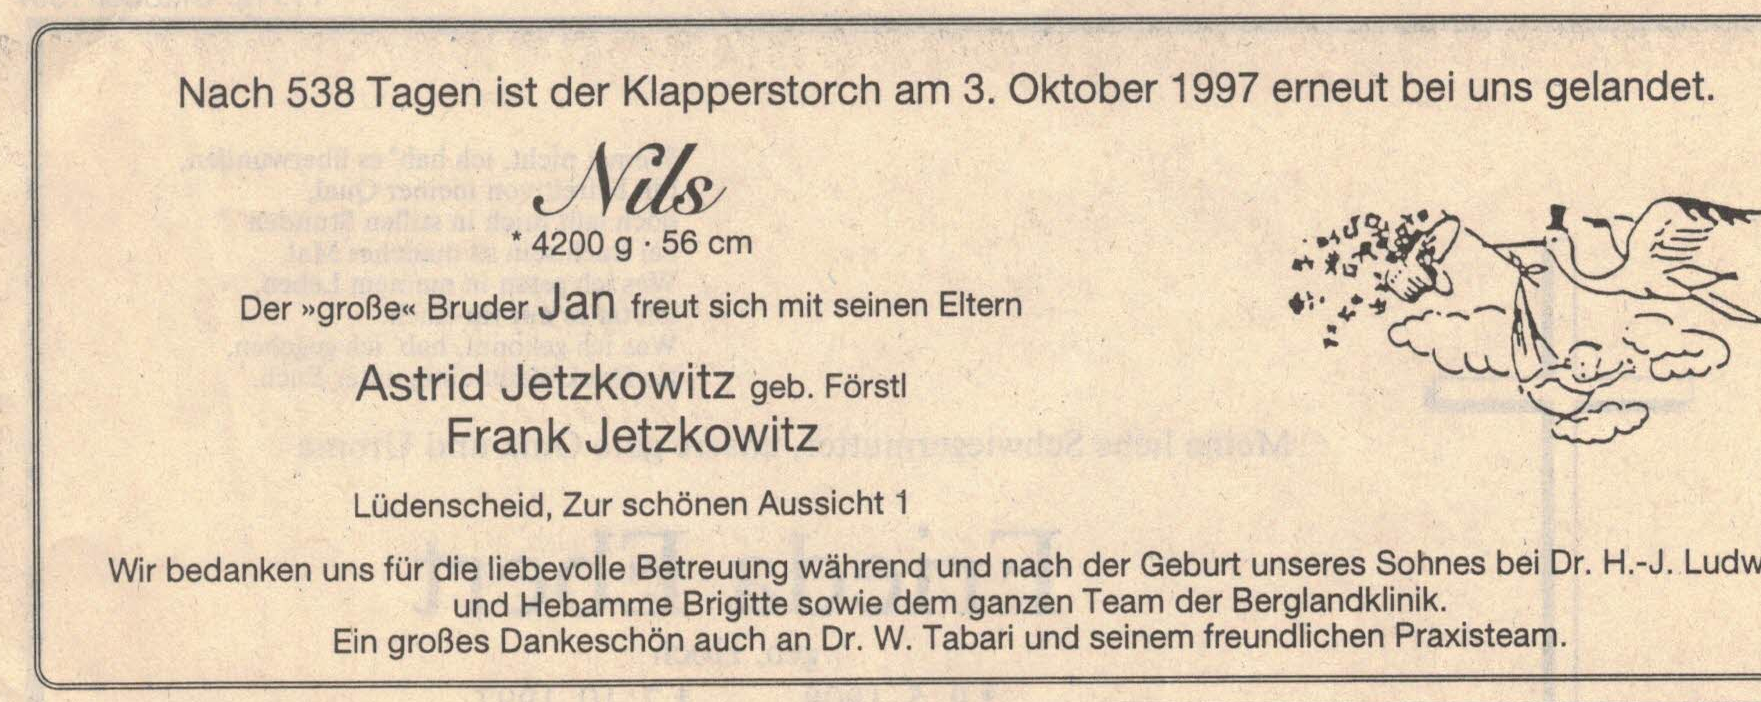 Nach 538 Tagen ist der Klapperstorch am 3. Oktober 1997 erneut bei uns gelandet.
Nils
* 4200 g · 56 cm
Der »große« Bruder Jan freut sich mit seinen Eltern
Astrid Jetzkowitz geb. Förstl
Frank Jetzkowitz
Lüdenscheid, Zur schönen Aussicht 1
Wir bedanken uns für die liebevolle Betreuung während und nach der Geburt unseres Sohnes bei Dr. H.-J. Ludw
und Hebamme Brigitte sowie dem ganzen Team der Berglandklinik.
Ein großes Dankeschön auch an Dr. W. Tabari und seinem freundlichen Praxisteam.